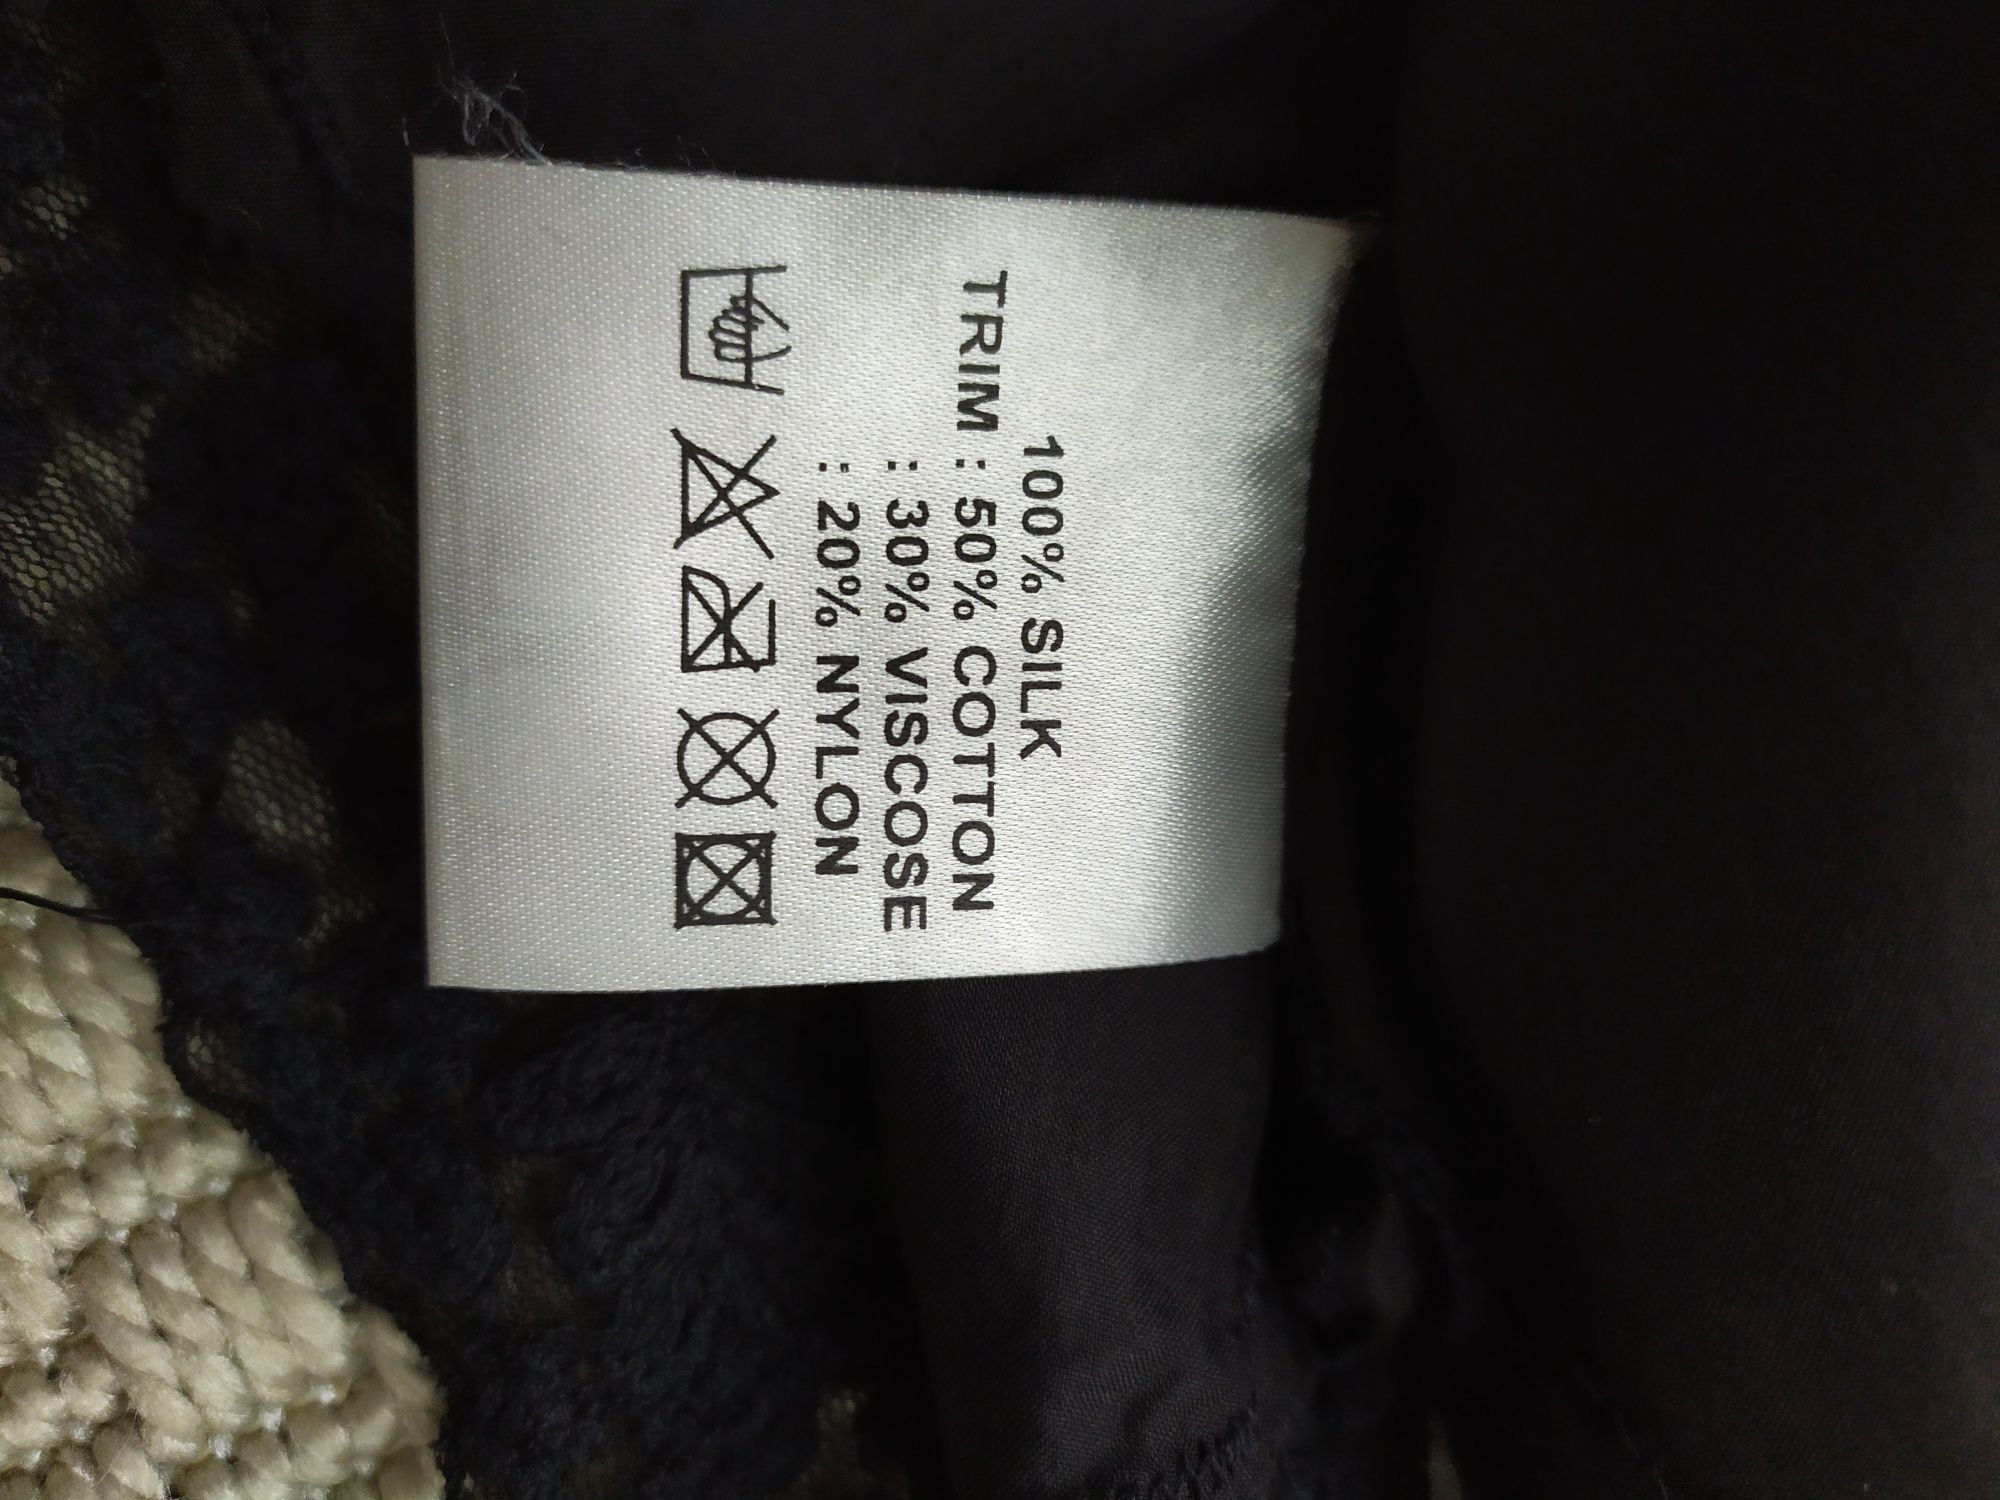 100% SILK
TRIM : 50% COTTON
: 30% VISCOSE
: 20% NYLON